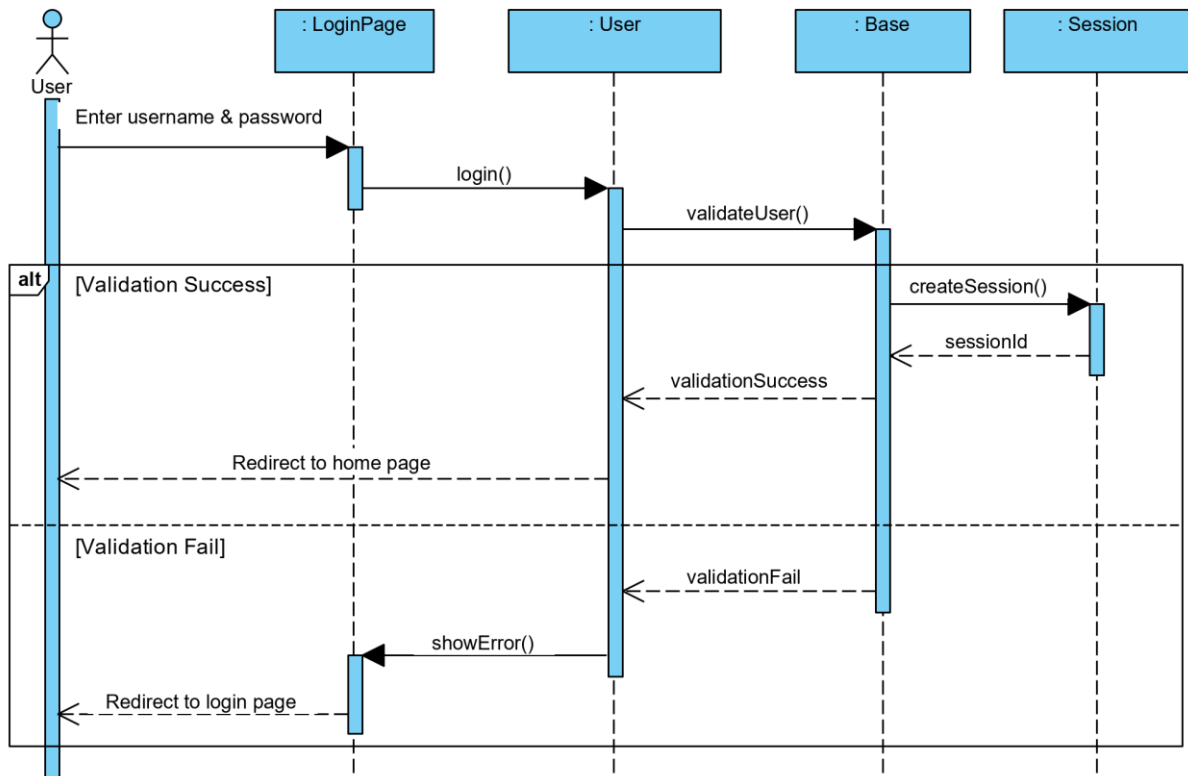 : LoginPage
: User
: Base
: Session
User
Enter username & password
login()
validateUser()
alt
[Validation Success]
createSession()
sessionId
validationSuccess
Redirect to home page
[Validation Fail]
validationFail
showError()
Redirect to login page